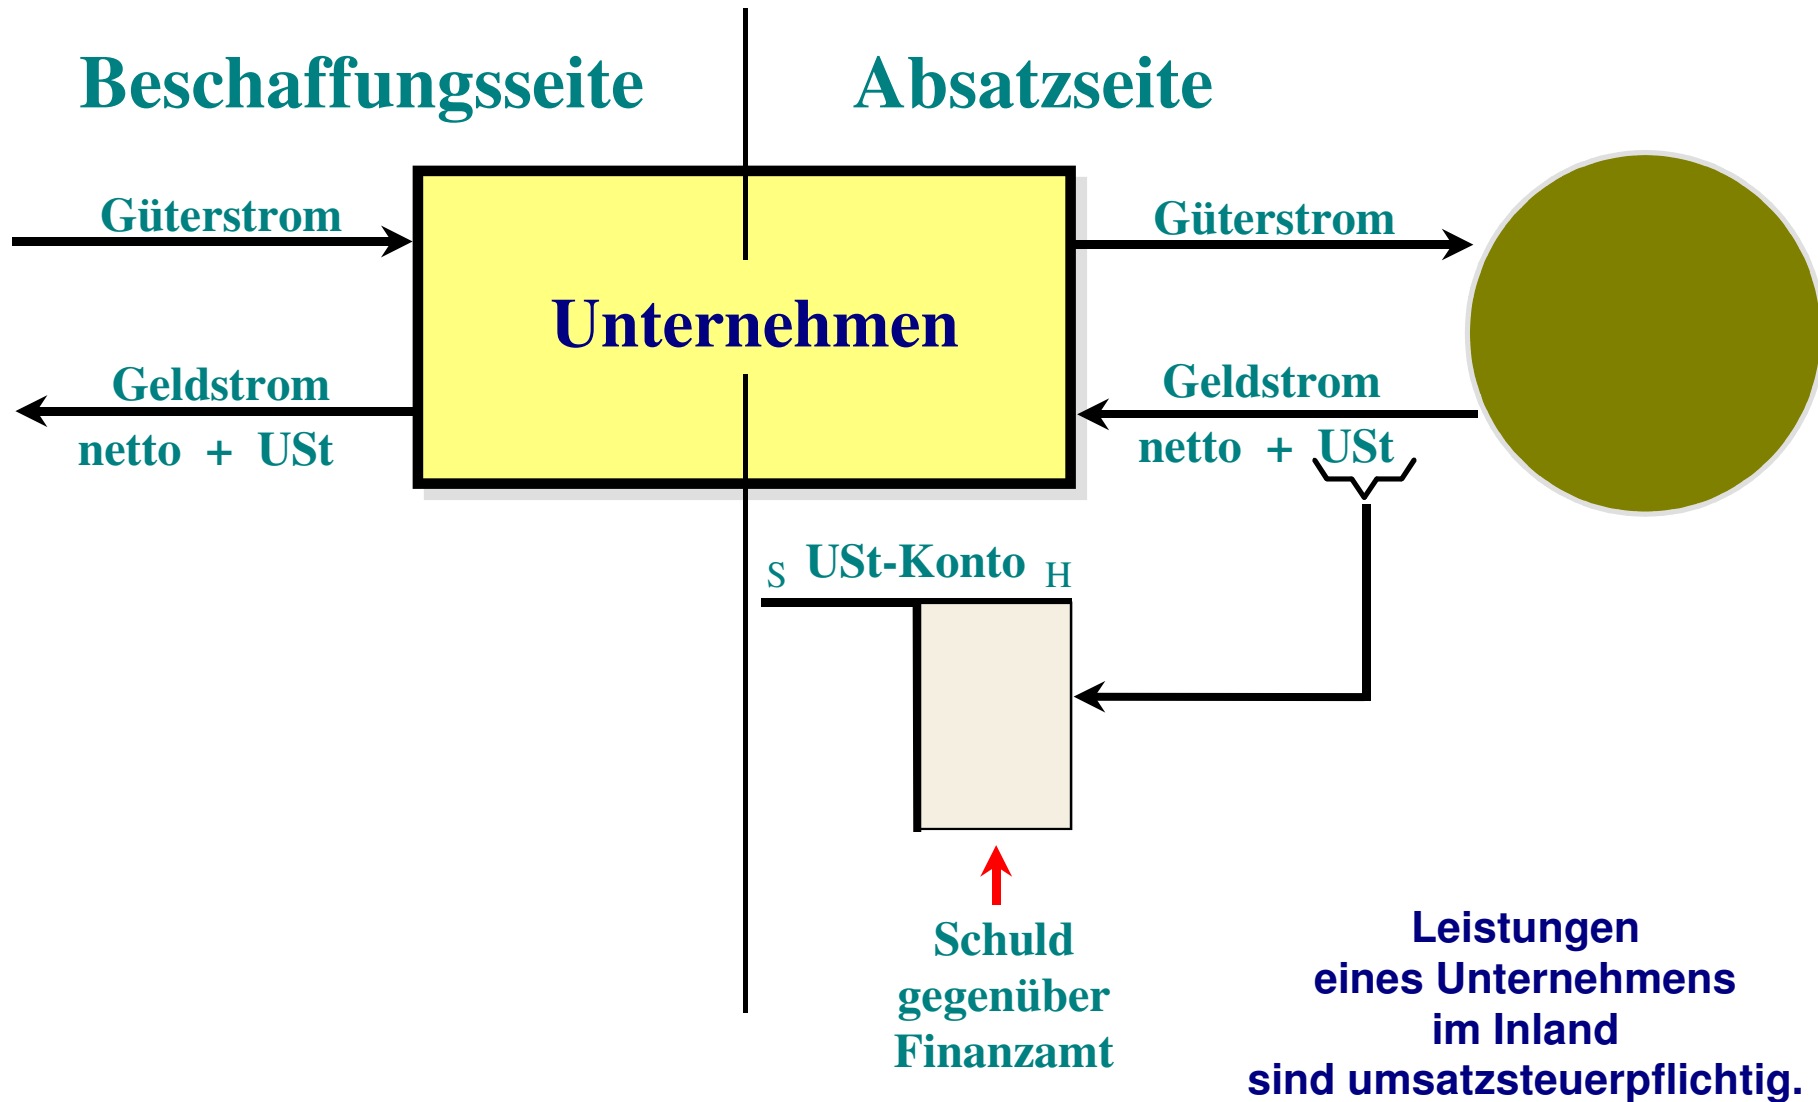 Beschaffungsseite
Absatzseite
Güterstrom
Güterstrom
Unternehmen
Geldstrom
netto + USt
Geldstrom
netto + USt
S USt-Konto H
Schuld
gegenüber
Finanzamt
Leistungen
eines Unternehmens
im Inland
sind umsatzsteuerpflichtig.